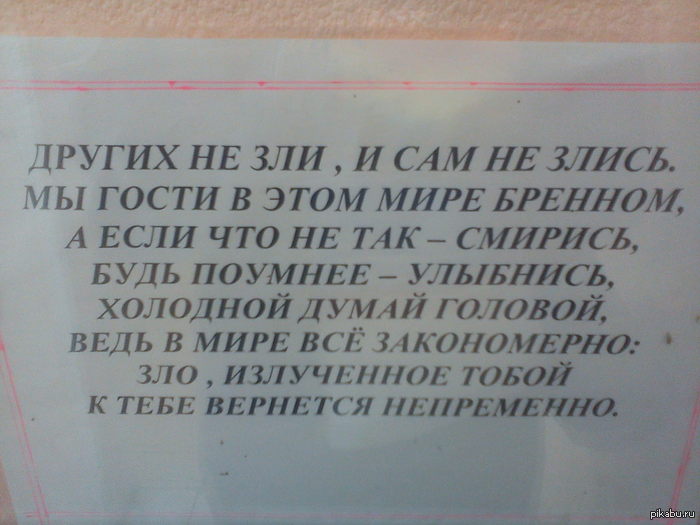 ДРУГИХ НЕ ЗЛИ , И САМ НЕ ЗЛИСЬ.
МЫ ГОСТИ В ЭТОМ МИРЕ БРЕННОМ,
А ЕСЛИ ЧТО НЕ ТАК – СМИРИСЬ,
БУДЬ ПОУМНЕЕ – УЛЫБНИСЬ,
ХОЛОДНОЙ ДУМАЙ ГОЛОВОЙ,
ВЕДЬ В МИРЕ ВСЁ ЗАКОНОМЕРНО:
ЗЛО , ИЗЛУЧЕННОЕ ТОБОЙ
К ТЕБЕ ВЕРНЕТСЯ НЕПРЕМЕННО.
pikabu.ru